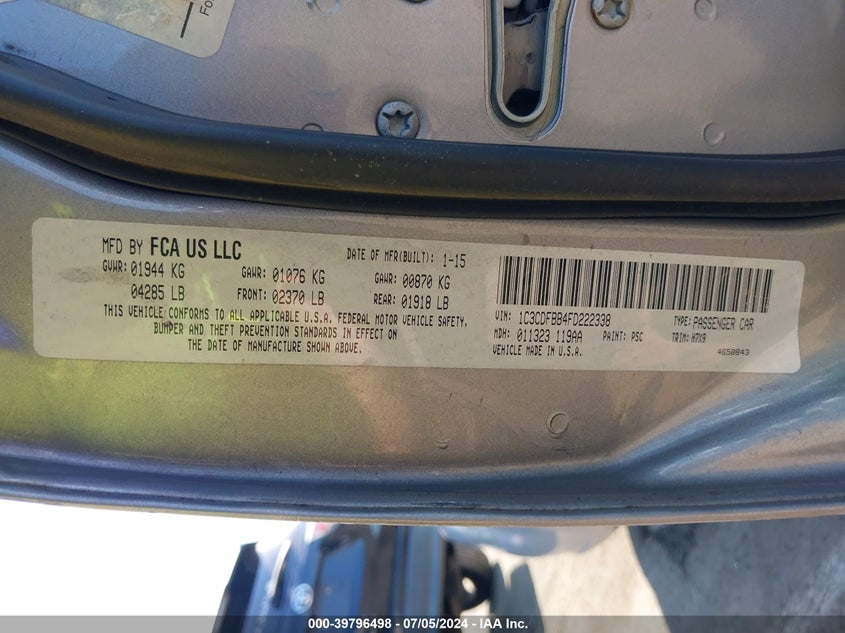 Fo
MFD BY FCA US LLC
DATE OF MFR(BUILT): 1-15
GVWR: 01944 KG GAWR: 01076 KG GAWR: 00870 KG
04285 LB FRONT: 02370 LB REAR: 01918 LB
THIS VEHICLE CONFORMS TO ALL APPLICABLE U.S.A. FEDERAL MOTOR VEHICLE SAFETY,
BUMPER AND THEFT PREVENTION STANDARDS IN EFFECT ON
THE DATE OF MANUFACTURE SHOWN ABOVE.
VIN: 1C3CDFBB4FD222338 TYPE: PASSENGER CAR
MDH: 011323 119AA PAINT: PSC TRIM: H7X9
VEHICLE MADE IN U.S.A. 4658843
000-39796498 - 07/05/2024 - IAA Inc.